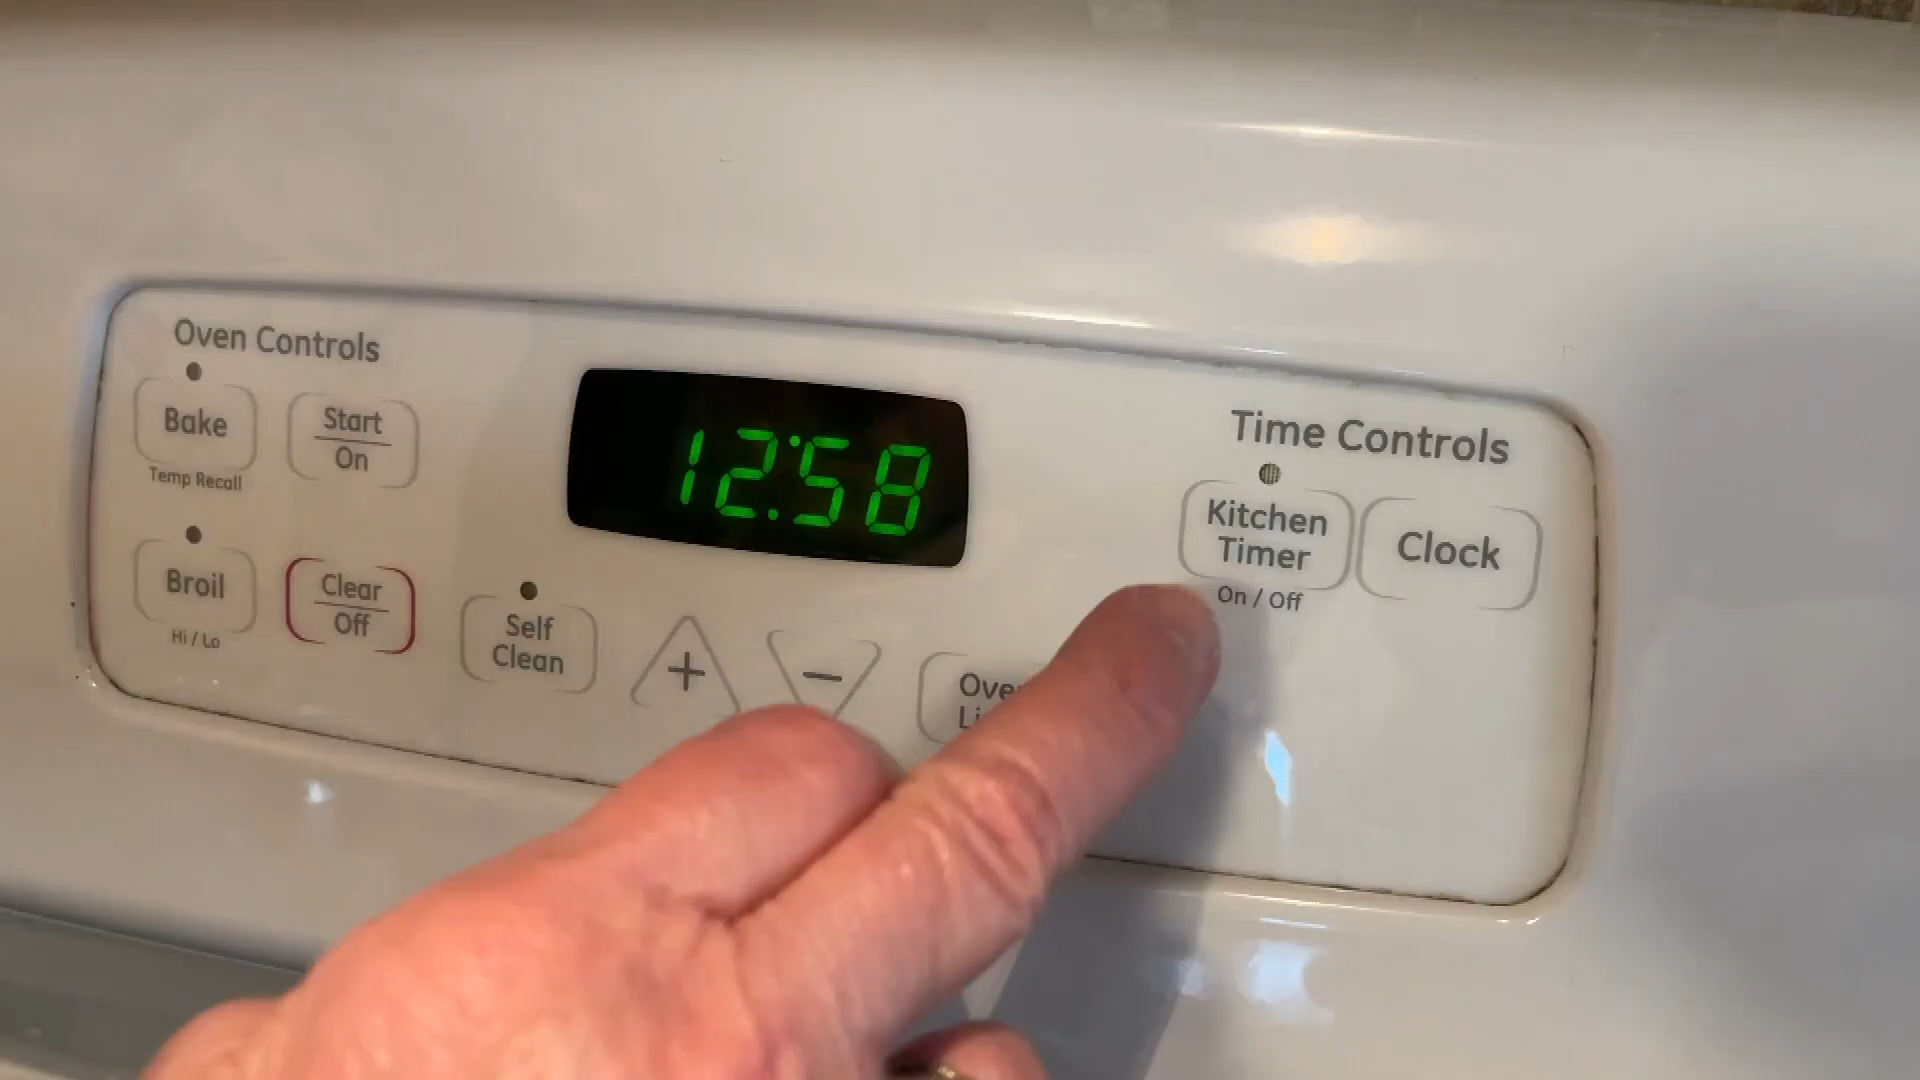 Oven Controls
Bake
Temp Recall
Start
On
Broil
Hi / Lo
Clear
Off
Self
Clean
12:58
+
−
Time Controls
Kitchen
Timer
On / Off
Clock